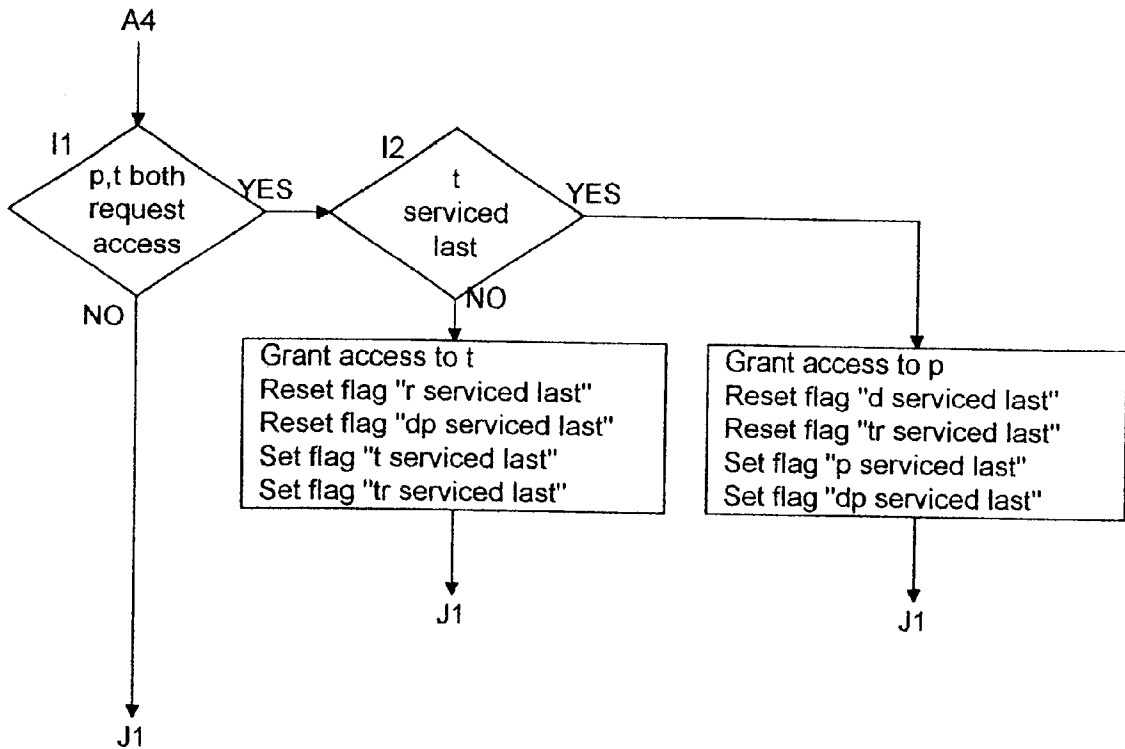 A4
I1
p,t both
request
access
YES
NO
I2
t
serviced
last
YES
NO
Grant access to t
Reset flag "r serviced last"
Reset flag "dp serviced last"
Set flag "t serviced last"
Set flag "tr serviced last"
Grant access to p
Reset flag "d serviced last"
Reset flag "tr serviced last"
Set flag "p serviced last"
Set flag "dp serviced last"
J1
J1
J1